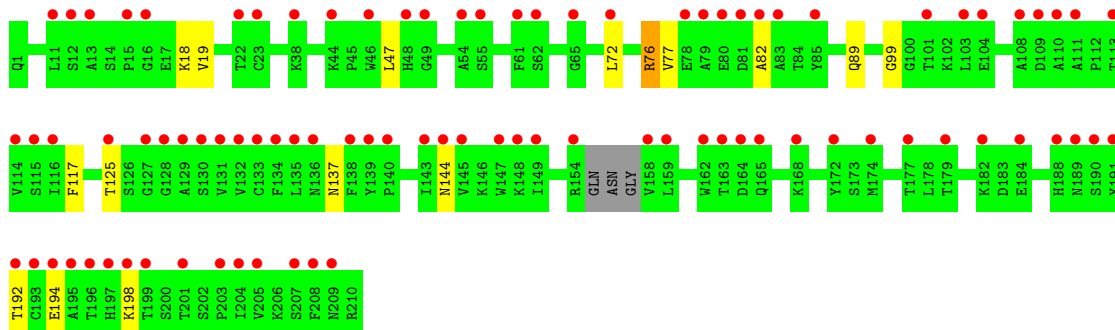 Q1 L11 S12 A13 S14 P15 G16 E17 K18 V19 T22 C23 K38 K44 P45 W46 L47 H48 G49 A54 S55 F61 S62 G65 L72 R76 V77 E78 A79 E80 D81 A82 A83 T84 Y85 Q89 G99 G100 T101 K102 L103 E104 A108 D109 A110 A111 P112 T113
V114 S115 I116 F117 T125 S126 G127 G128 A129 S130 V131 V132 C133 F134 L135 N136 N137 F138 Y139 P140 I143 N144 V145 K146 W147 K148 I149 R154 GLN ASN GLY V158 L159 W162 T163 D164 Q165 K168 Y172 S173 M174 T177 L178 T179 K182 D183 E184 H188 N189 S190 Y191
T192 C193 E194 A195 T196 H197 K198 T199 S200 T201 S202 P203 I204 V205 K206 S207 F208 N209 R210